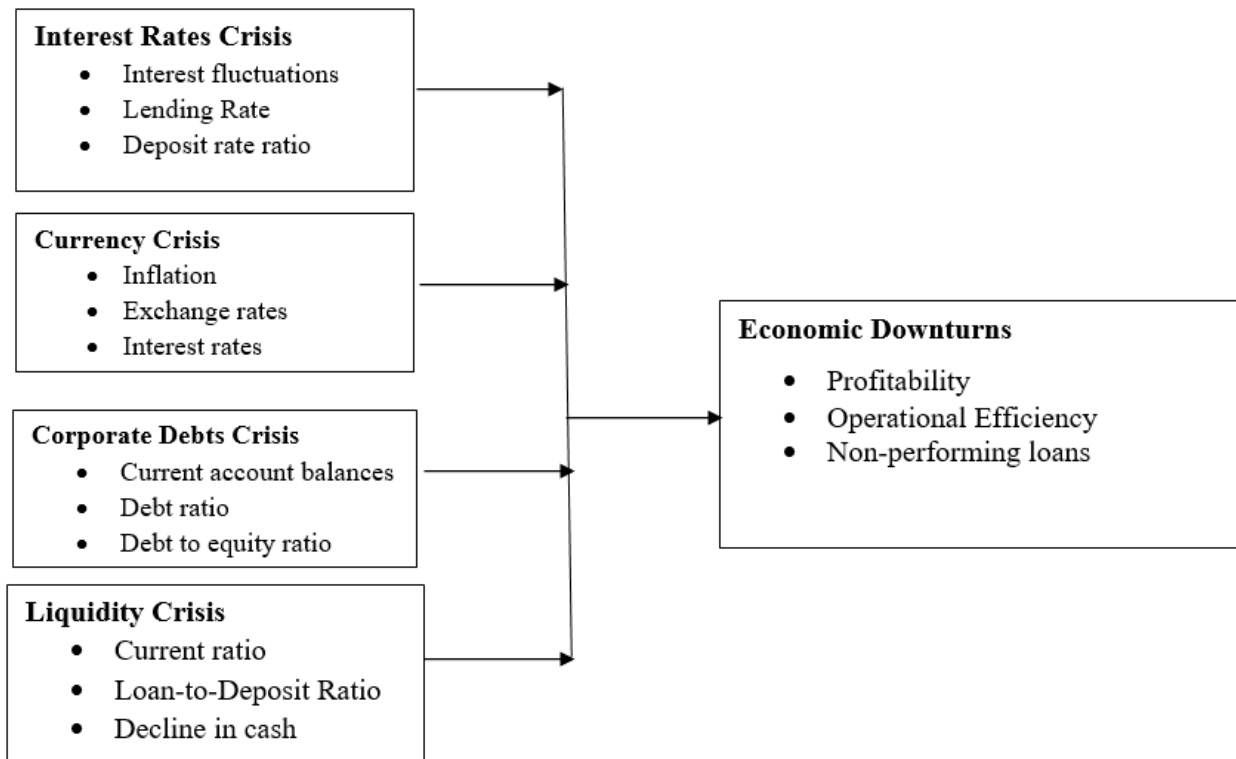 Interest Rates Crisis
• Interest fluctuations
• Lending Rate
• Deposit rate ratio
Currency Crisis
• Inflation
• Exchange rates
• Interest rates
Corporate Debts Crisis
• Current account balances
• Debt ratio
• Debt to equity ratio
Liquidity Crisis
• Current ratio
• Loan-to-Deposit Ratio
• Decline in cash
Economic Downturns
• Profitability
• Operational Efficiency
• Non-performing loans